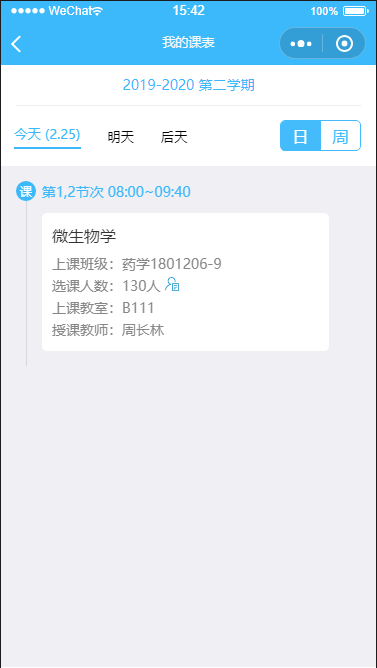 WeChat 15:42 100%
我的课表
2019-2020 第二学期
今天 (2.25) 明天 后天 日 周
课 第1,2节次 08:00~09:40
微生物学
上课班级：药学1801206-9
选课人数：130人
上课教室：B111
授课教师：周长林